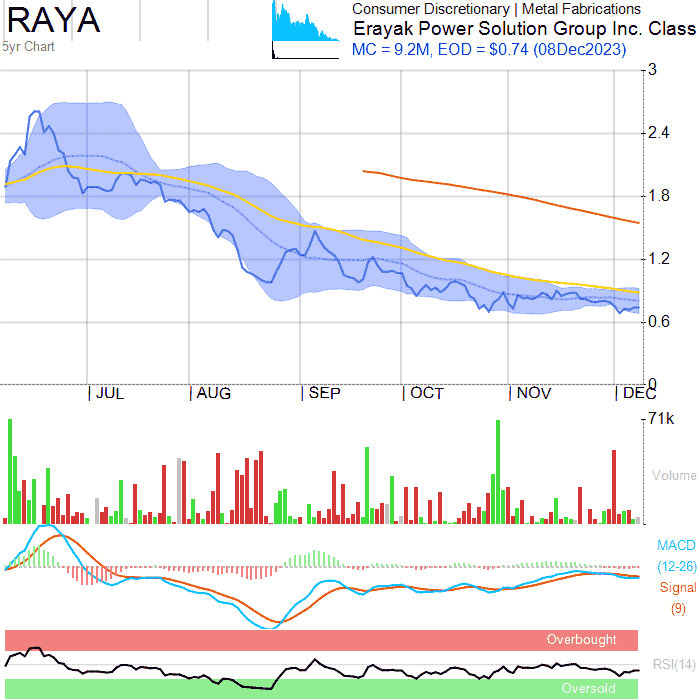 RAYA
5yr Chart
Consumer Discretionary | Metal Fabrications
Erayak Power Solution Group Inc. Class
MC = 9.2M, EOD = $0.74 (08Dec2023)
3
2.4
1.8
1.2
0.6
0
JUL
AUG
SEP
OCT
NOV
DEC
71k
Volume
MACD
(12-26)
Signal
(9)
Overbought
RSI(14)
Oversold